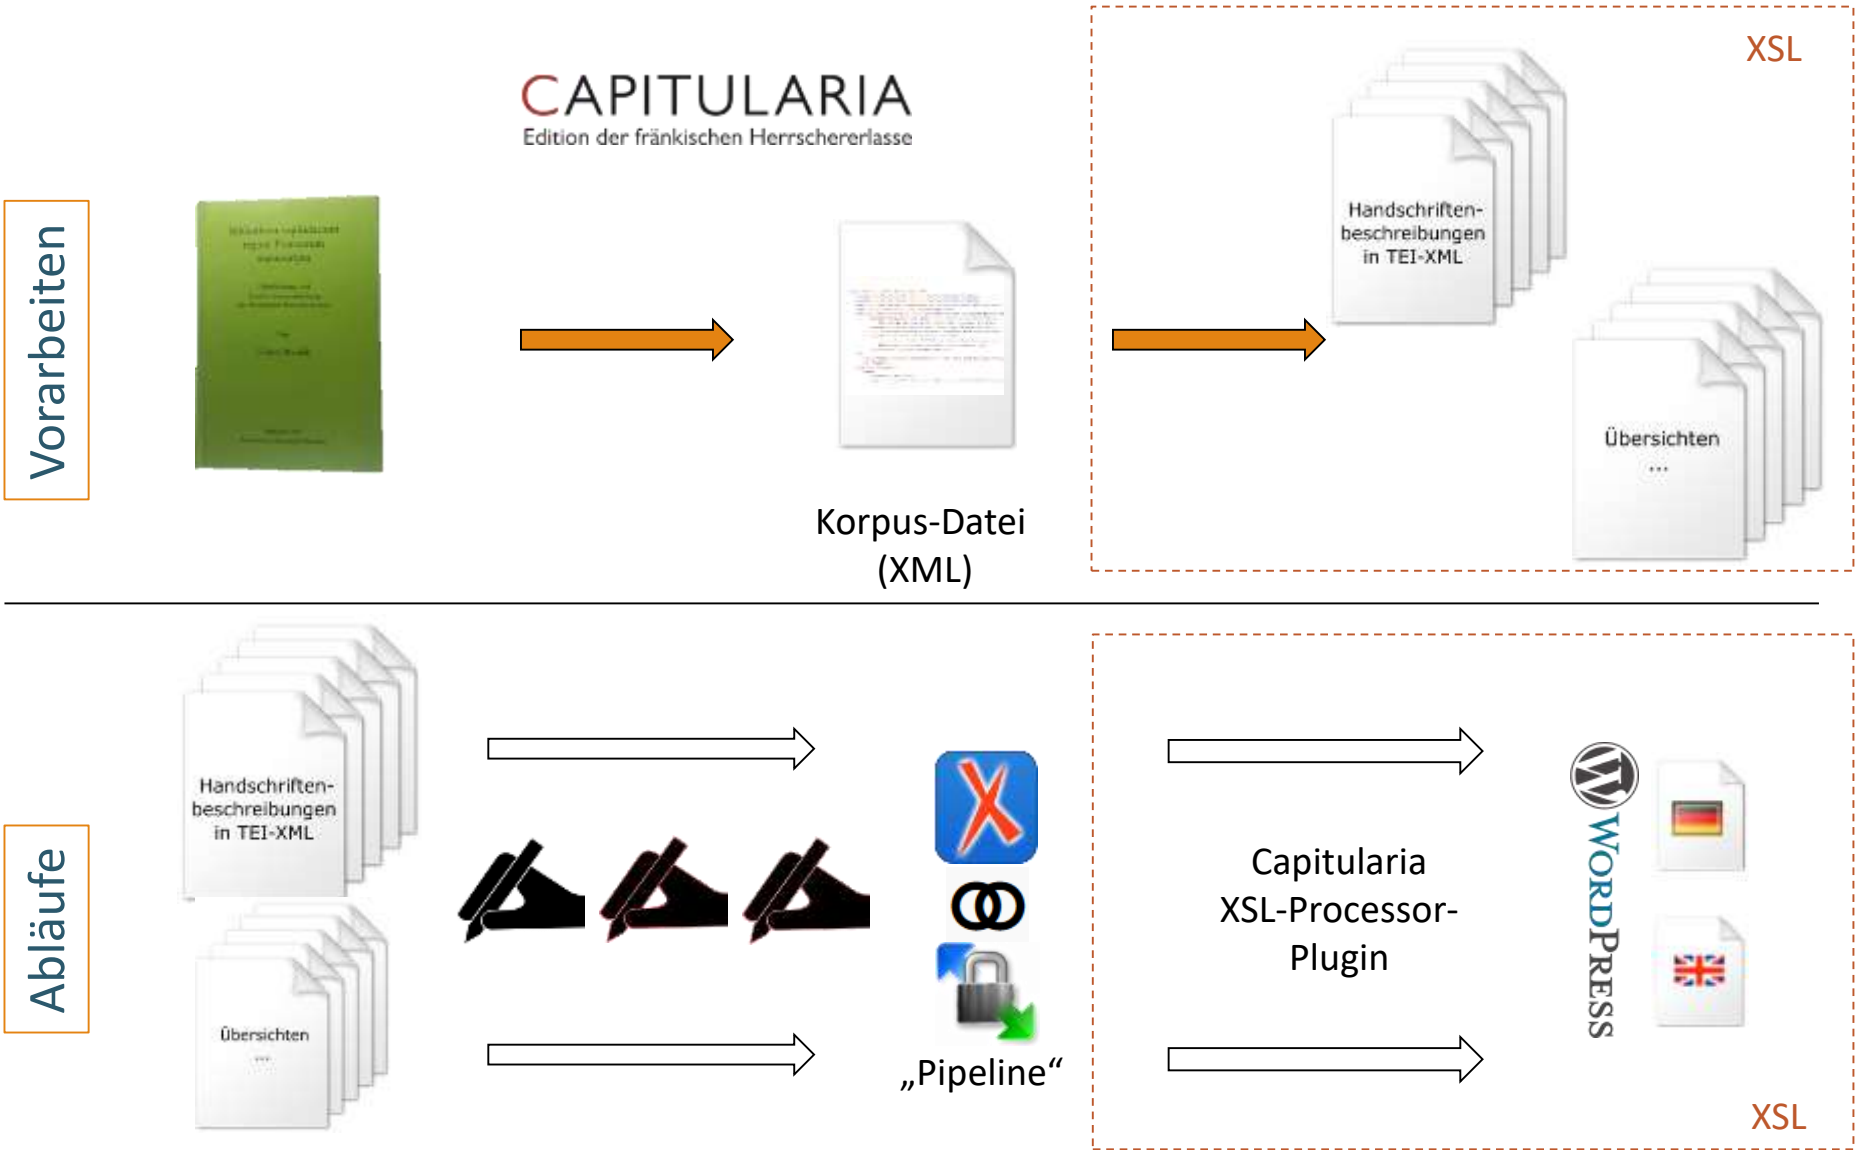 XSL
CAPITULARIA
Edition der fränkischen Herrschererlasse
Vorarbeiten
Handschriften-
beschreibungen
in TEI-XML
Übersichten
...
Korpus-Datei
(XML)
Abläufe
Handschriften-
beschreibungen
in TEI-XML
Übersichten
...
„Pipeline“
Capitularia
XSL-Processor-
Plugin
WORDPRESS
XSL